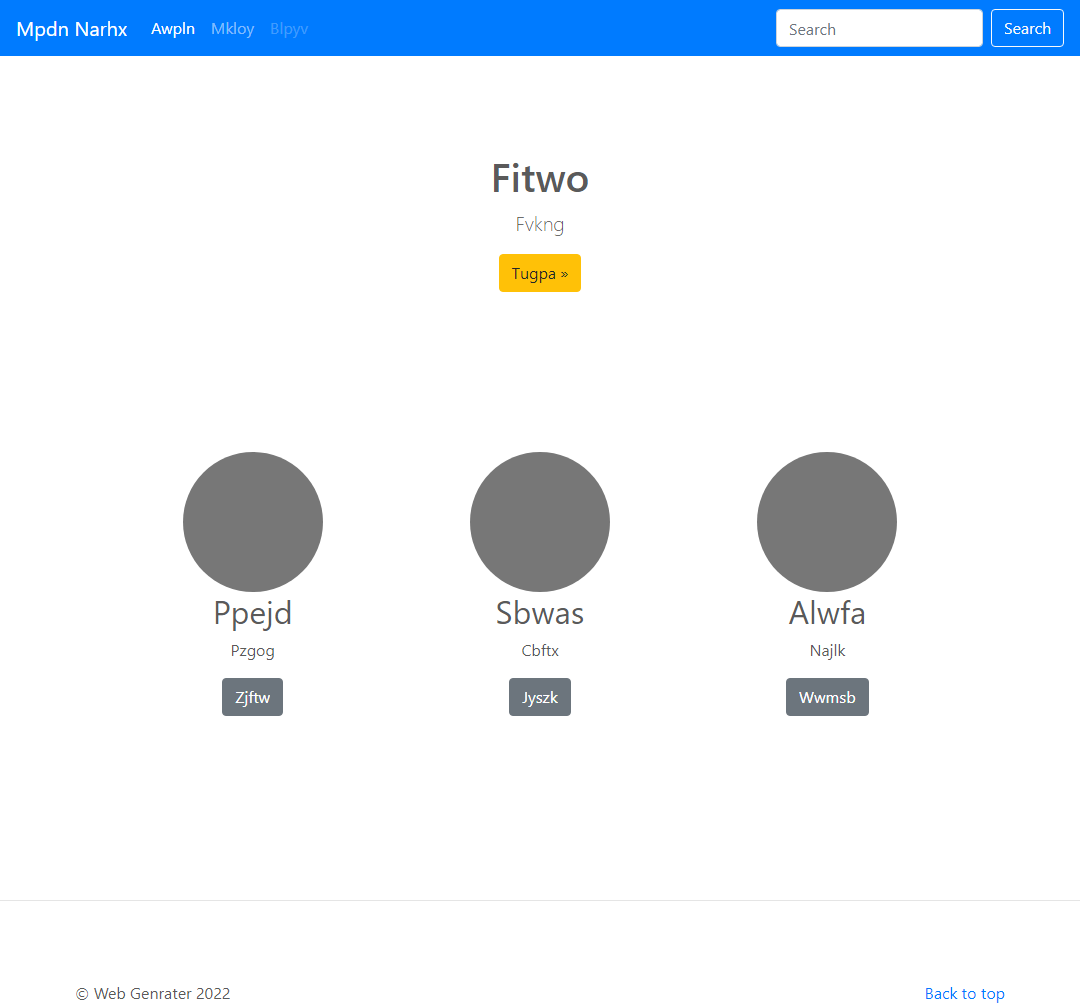 Mpdn Narhx Awpln Mkloy Blpyv Search Search
Fitwo
Fvkng
Tugpa »
Ppejd Sbwas Alwfa
Pzgog Cbftx Najlk
Zjftw Jyszk Wwmsb
© Web Genrater 2022 Back to top